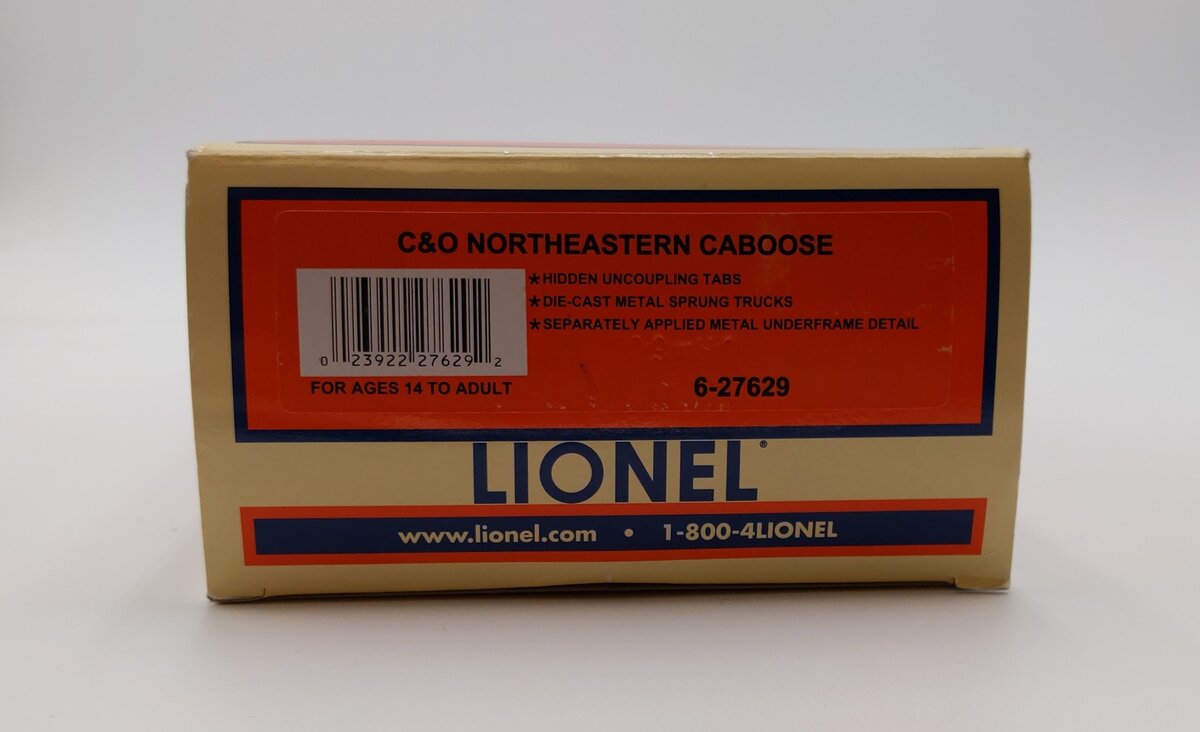 C&O NORTHEASTERN CABOOSE
★HIDDEN UNCOUPLING TABS
★DIE-CAST METAL SPRUNG TRUCKS
★SEPARATELY APPLIED METAL UNDERFRAME DETAIL
0 23922 27629 2
FOR AGES 14 TO ADULT
6-27629
LIONEL®
www.lionel.com • 1-800-4LIONEL